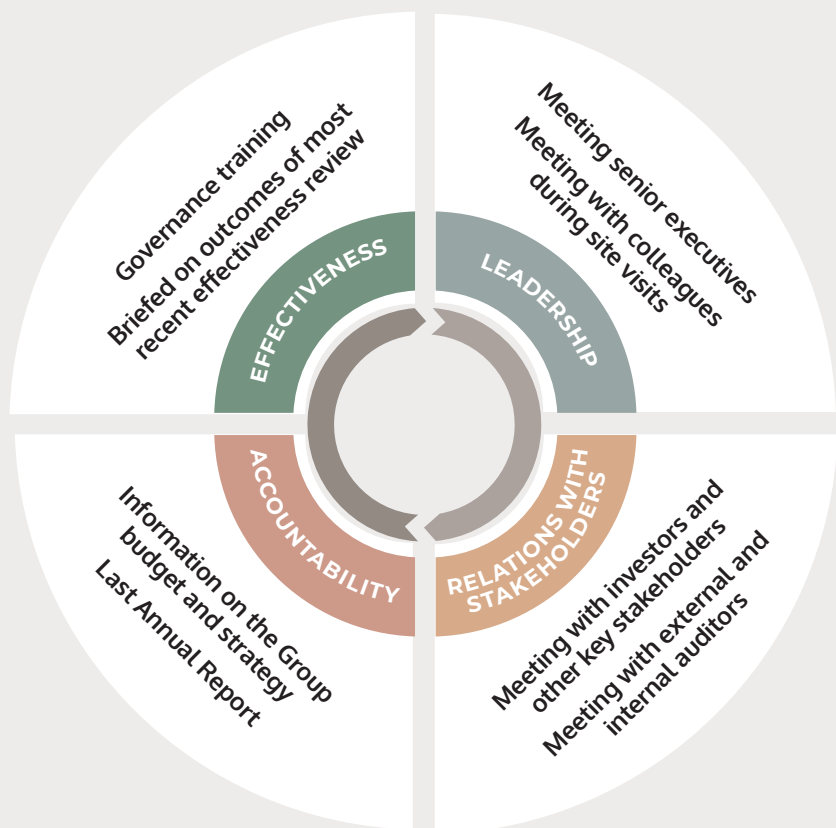 Governance training
Briefed on outcomes of most
recent effectiveness review
EFFECTIVENESS
Meeting senior executives
Meeting with colleagues
during site visits
LEADERSHIP
ACCOUNTABILITY
Information on the Group
budget and strategy
Last Annual Report
RELATIONS WITH
STAKEHOLDERS
Meeting with investors and
other key stakeholders
Meeting with external and
internal auditors